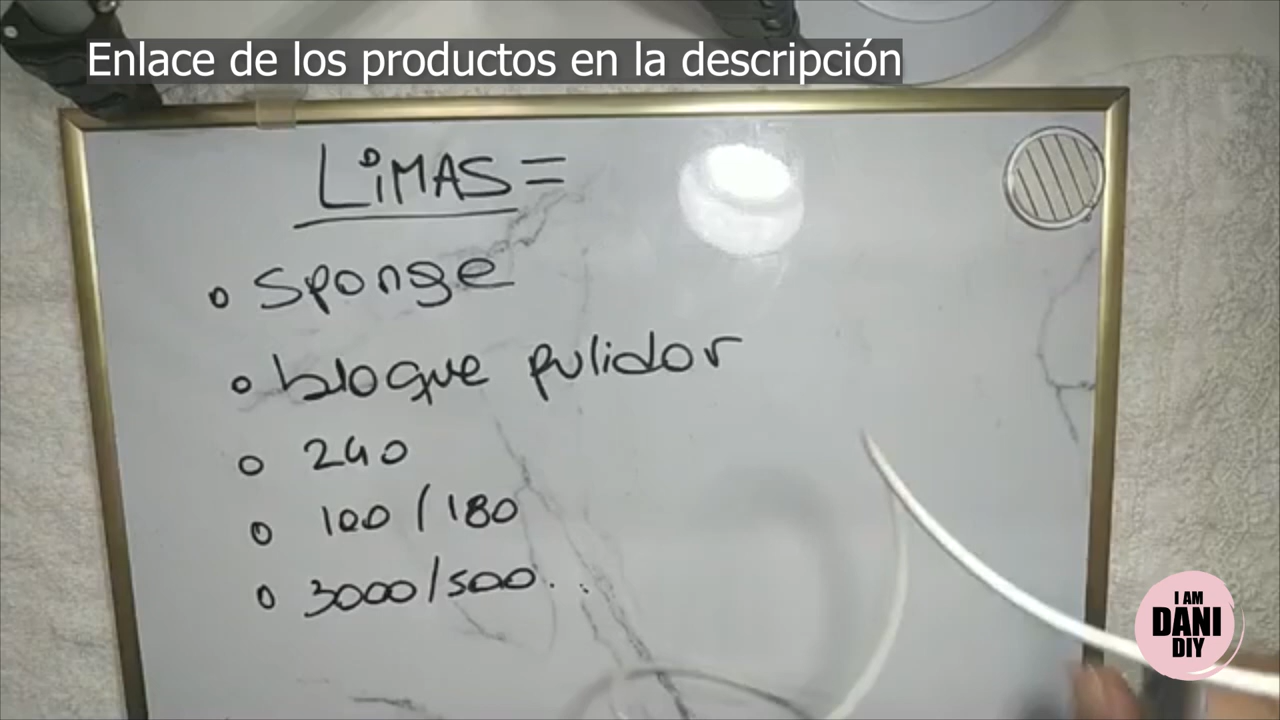 Enlace de los productos en la descripción
LiMAS =
sponge
bloque pulidor
240
100/180
3000/500..
I AM
DANI
DIY